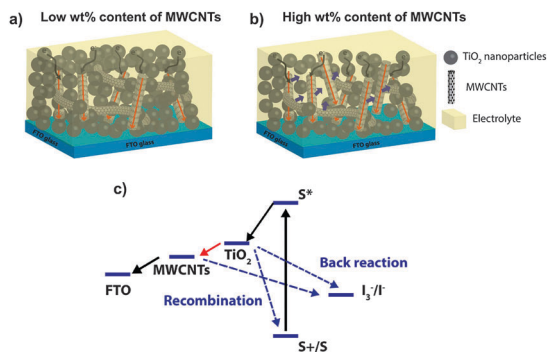 a) Low wt% content of MWCNTs
b) High wt% content of MWCNTs
TiO₂ nanoparticles
MWCNTs
Electrolyte
FTO glass
FTO glass
FTO glass
FTO glass
c)
S*
TiO₂
MWCNTs
FTO
Back reaction
Recombination
I₃⁻/I⁻
S+/S